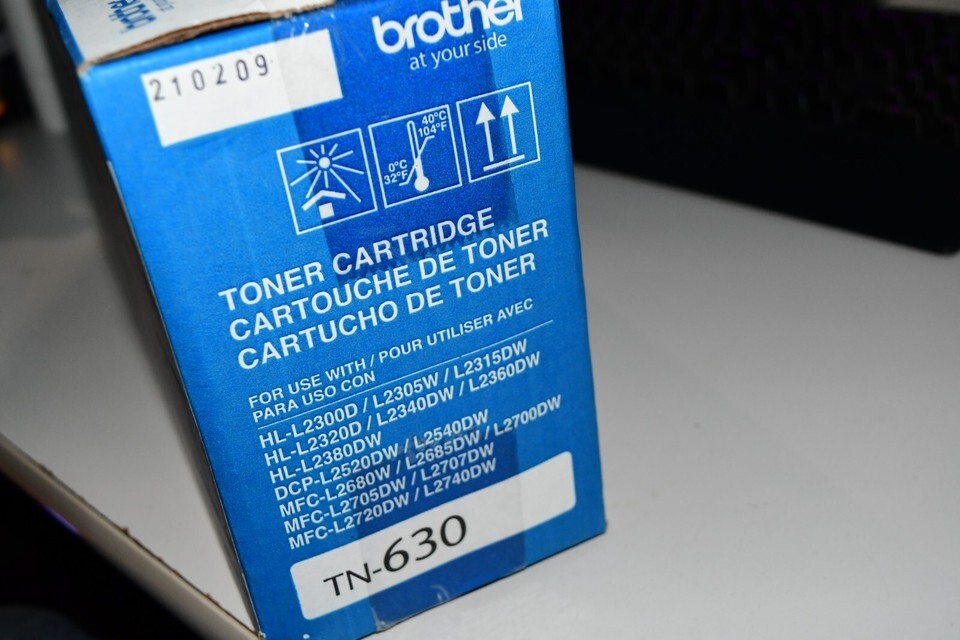 brother
at your side
210209
40°C
104°F
0°C
32°F
TONER CARTRIDGE
CARTOUCHE DE TONER
CARTUCHO DE TONER
FOR USE WITH / POUR UTILISER AVEC
PARA USO CON
HL-L2300D / L2305W / L2315DW
HL-L2320D / L2340DW / L2360DW
HL-L2380DW
DCP-L2520DW / L2540DW
MFC-L2680W / L2685DW / L2700DW
MFC-L2705DW / L2707DW
MFC-L2720DW / L2740DW
TN-630